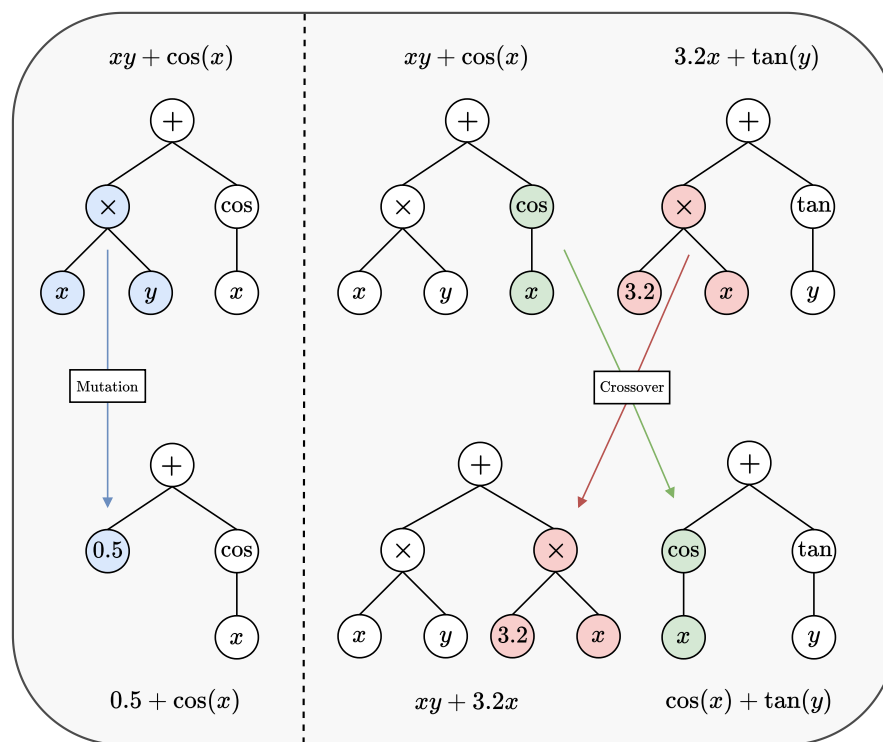 xy + cos(x)
xy + cos(x)
3.2x + tan(y)
+
+
+
×
cos
×
cos
×
tan
x
y
x
x
y
x
3.2
x
y
Mutation
Crossover
+
+
+
0.5
cos
×
×
cos
tan
x
x
y
3.2
x
x
y
0.5 + cos(x)
xy + 3.2x
cos(x) + tan(y)